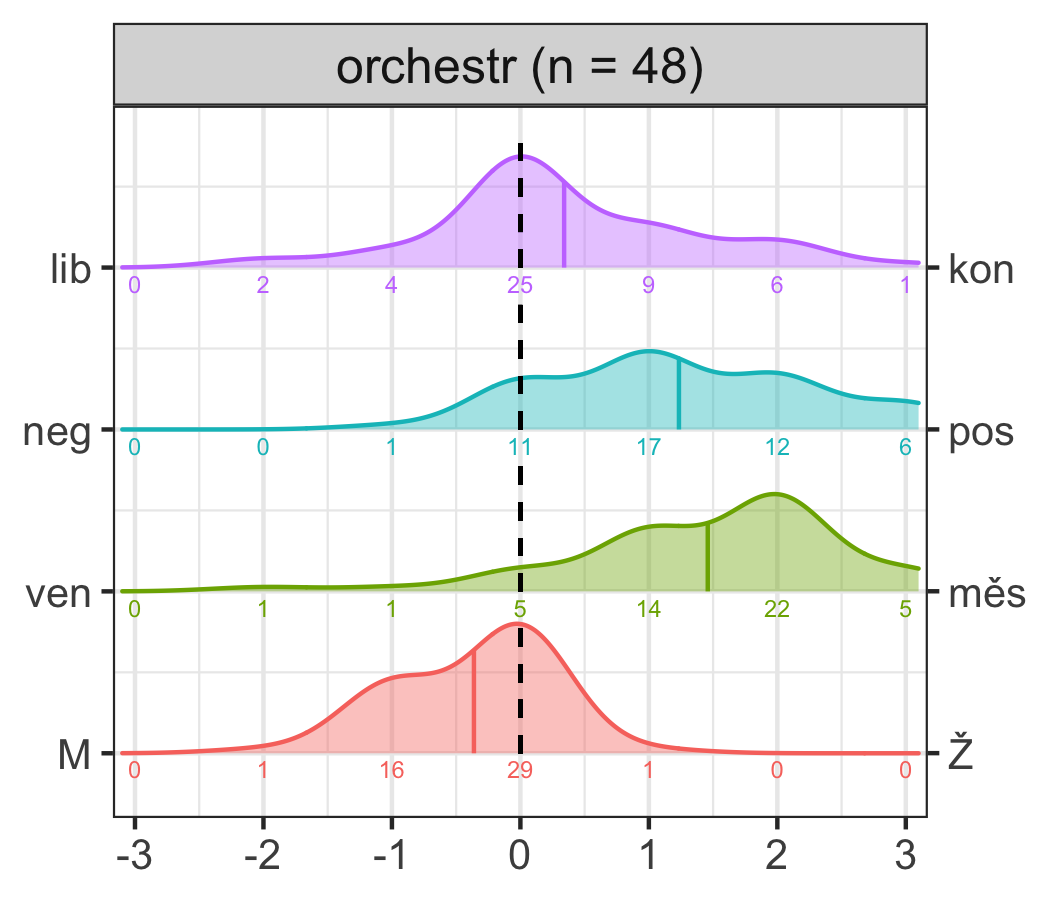 orchestr (n = 48)
lib kon
0 2 4 25 9 6 1
neg pos
0 0 1 11 17 12 6
ven měs
0 1 1 5 14 22 5
M Ž
0 1 16 29 1 0 0
-3 -2 -1 0 1 2 3